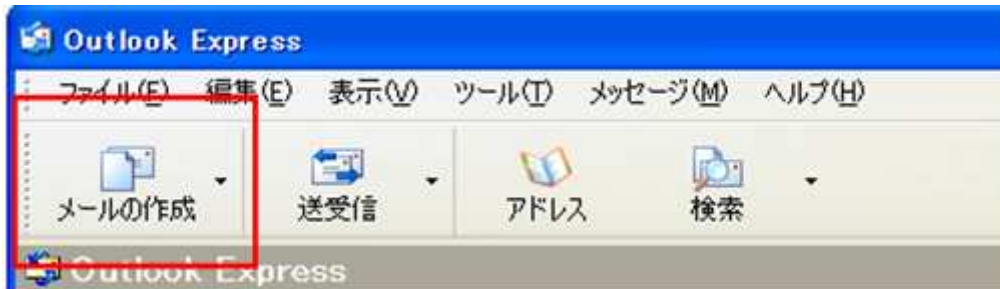 Outlook Express
ファイル(F) 編集(E) 表示(V) ツール(T) メッセージ(M) ヘルプ(H)
メールの作成 送受信 アドレス 検索
Outlook Express